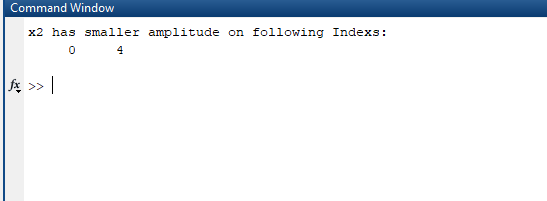 Command Window
x2 has smaller amplitude on following Indexs:
0 4
fx >>